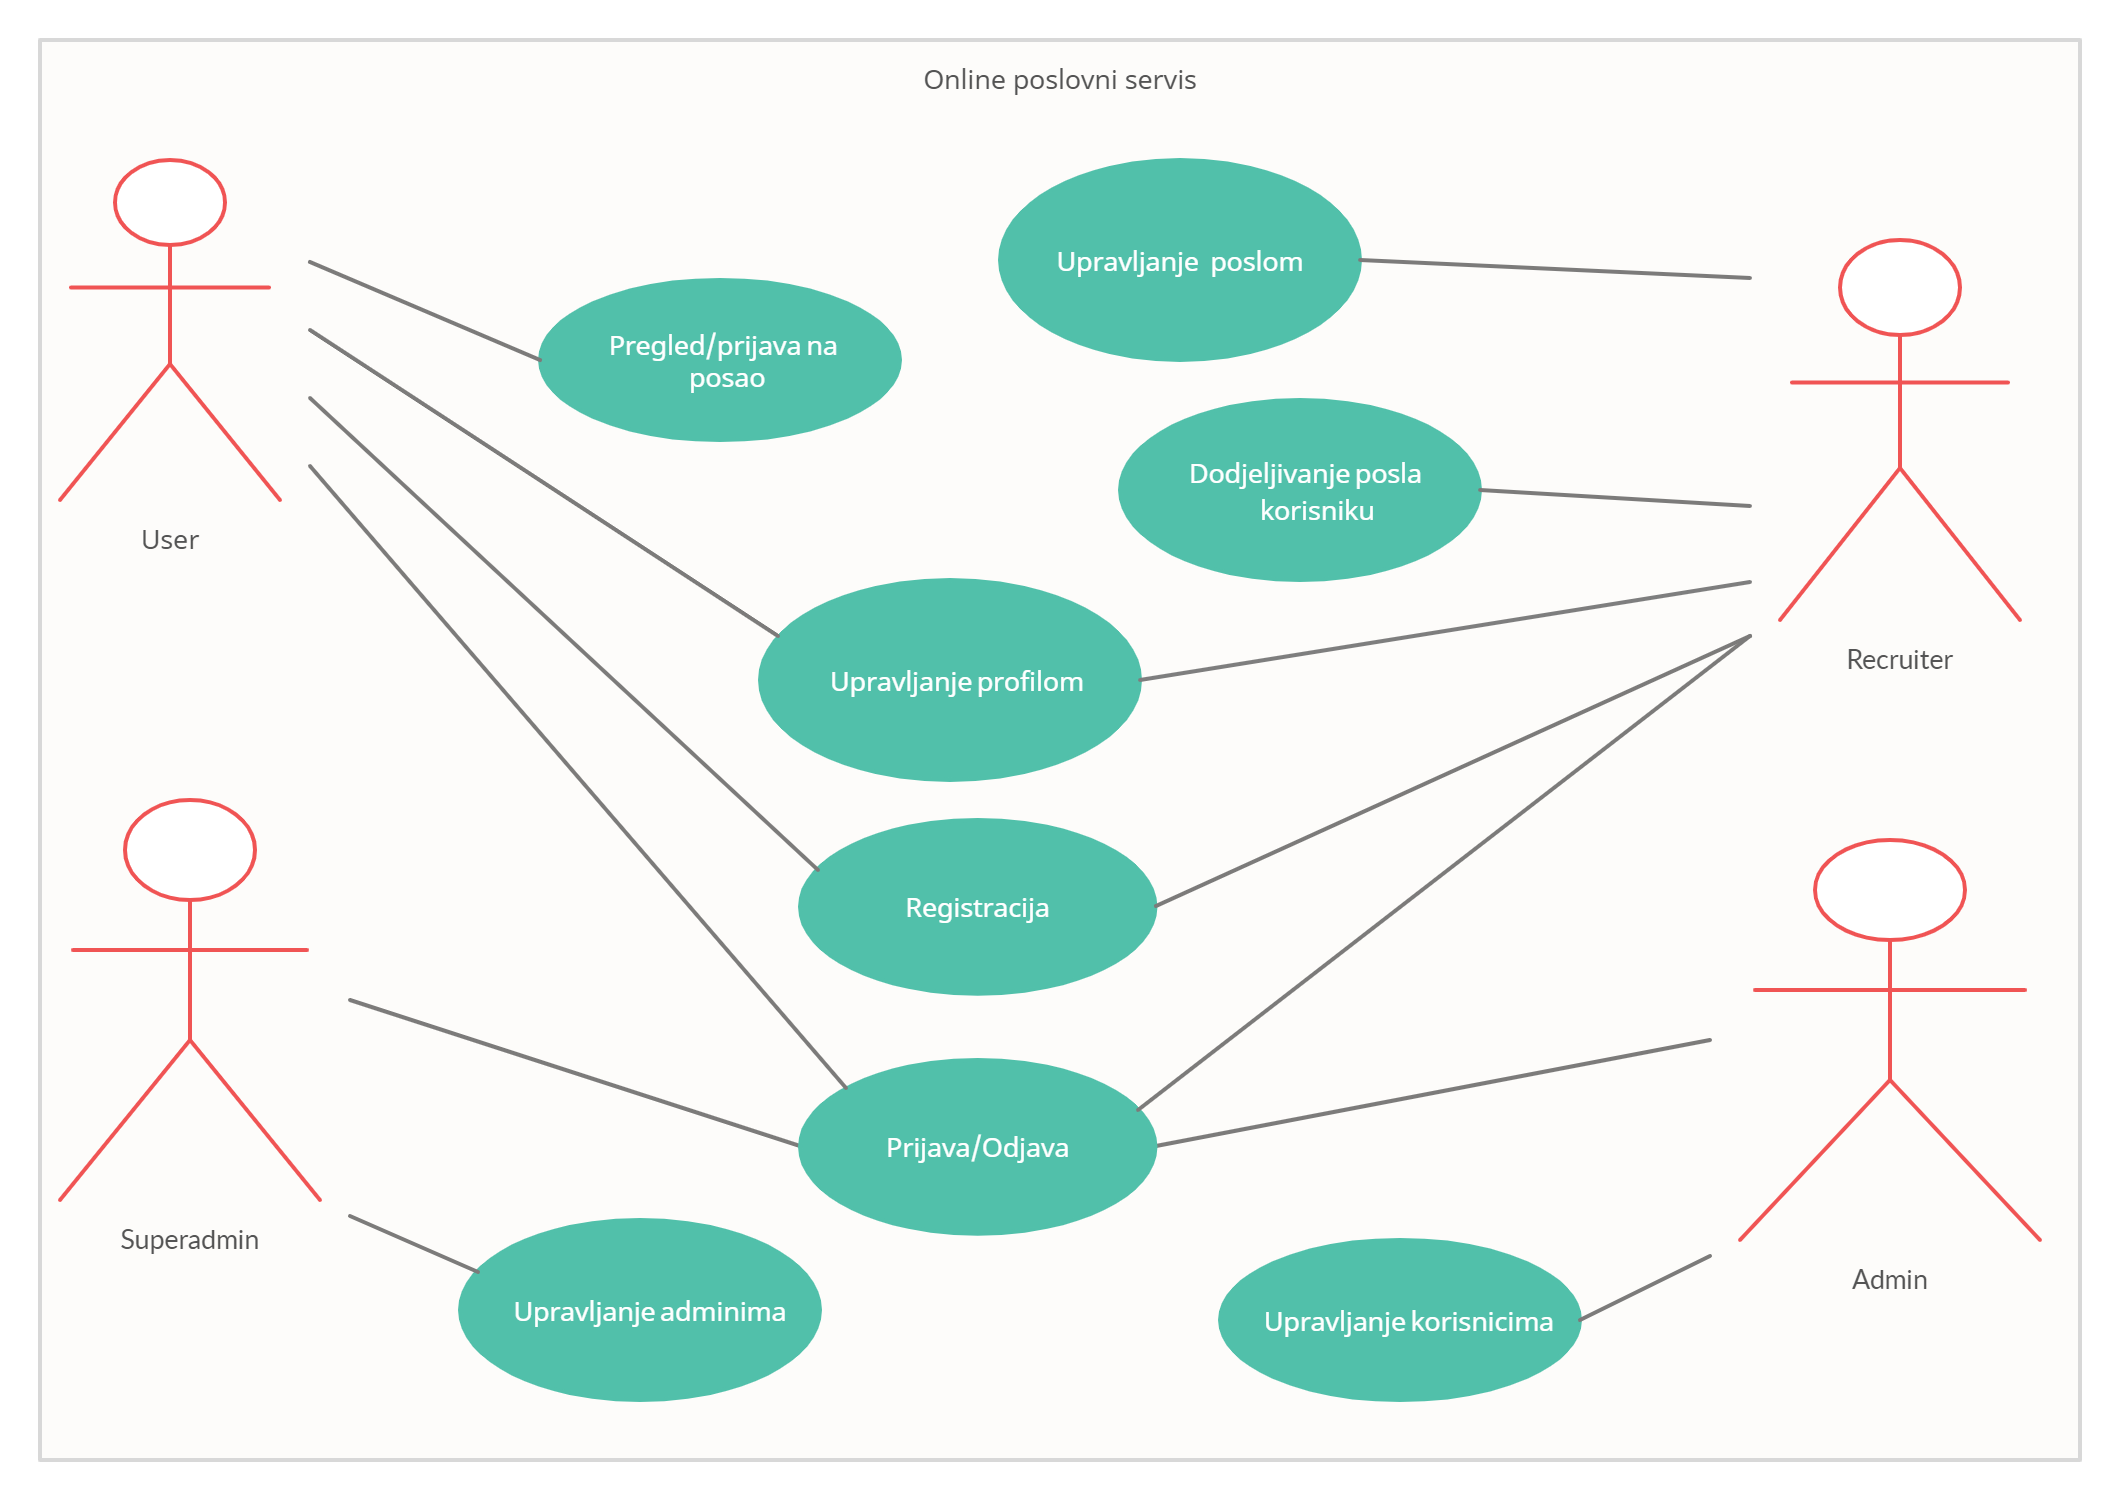 Online poslovni servis
Upravljanje poslom
Pregled/prijava na
posao
Dodjeljivanje posla
korisniku
User
Recruiter
Upravljanje profilom
Registracija
Prijava/Odjava
Superadmin
Admin
Upravljanje adminima
Upravljanje korisnicima